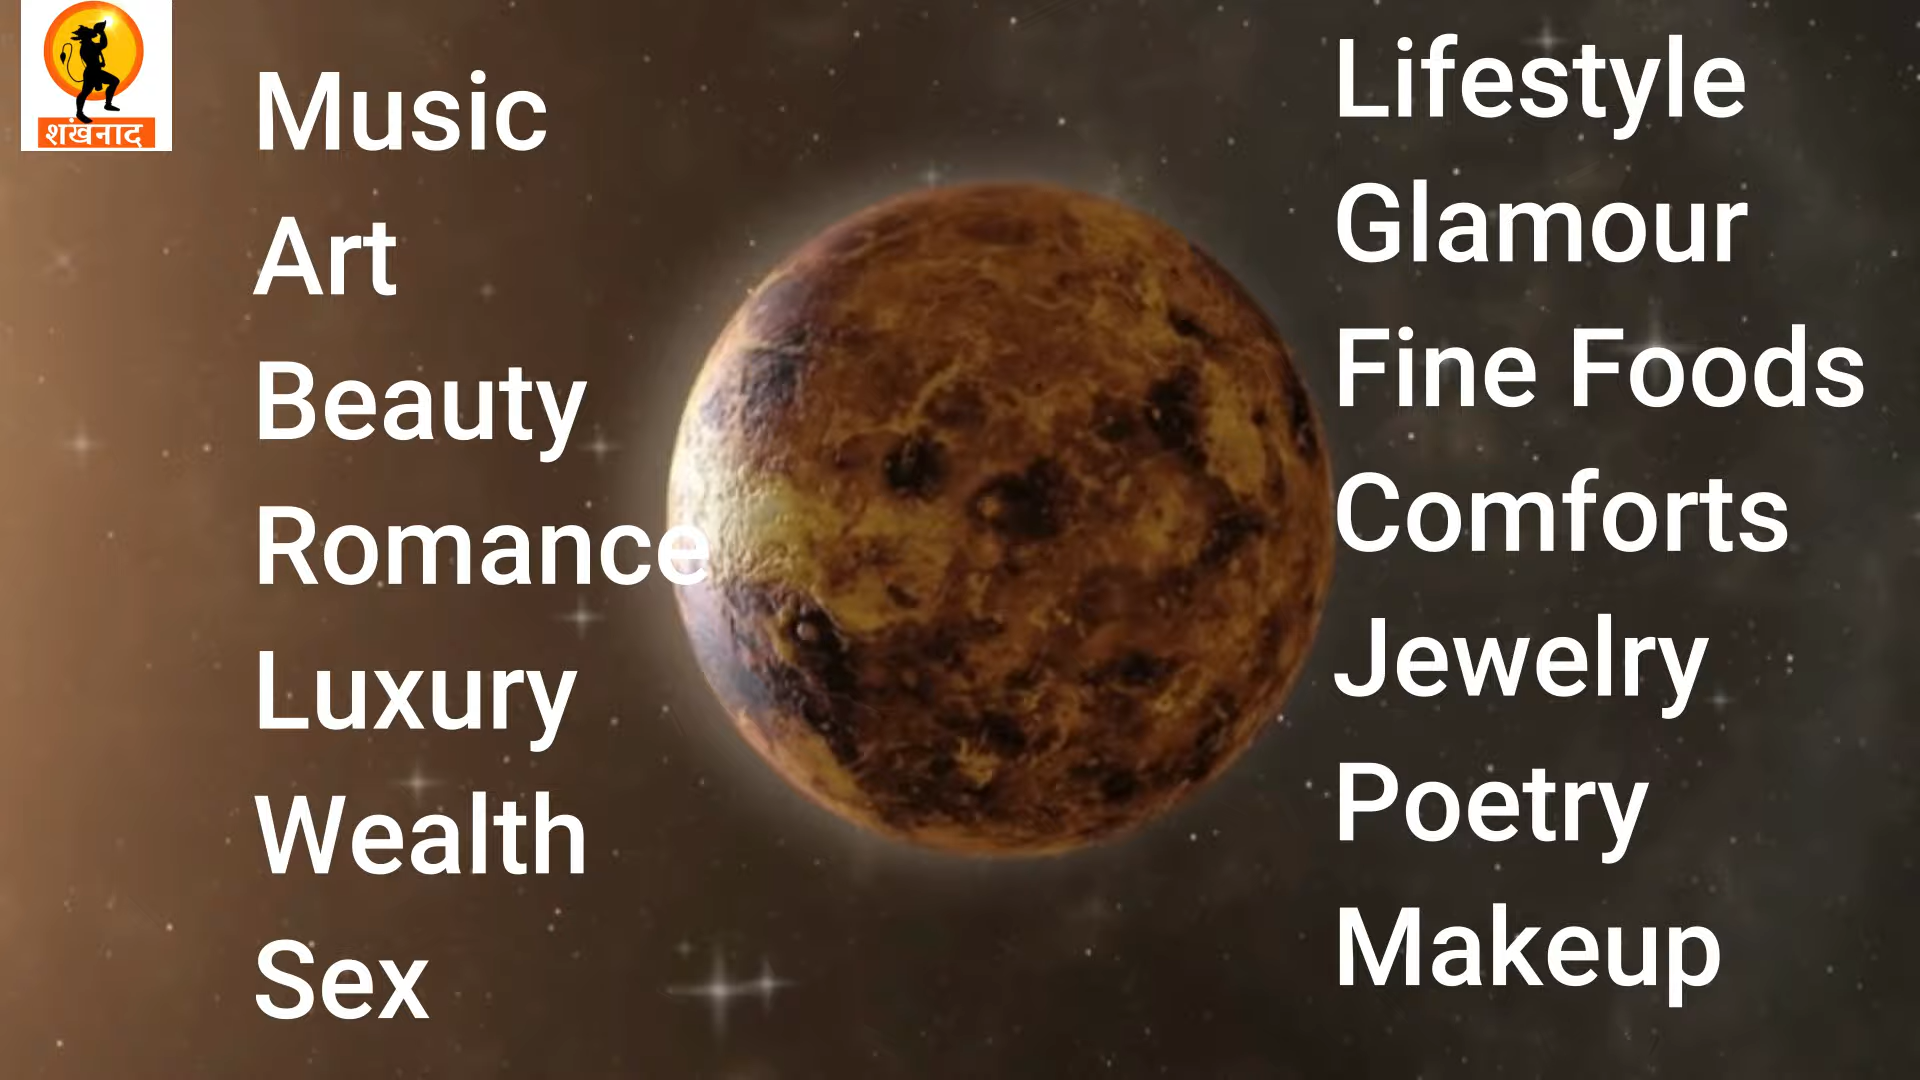 शंखनाद
Music
Art
Beauty
Romance
Luxury
Wealth
Sex
Lifestyle
Glamour
Fine Foods
Comforts
Jewelry
Poetry
Makeup